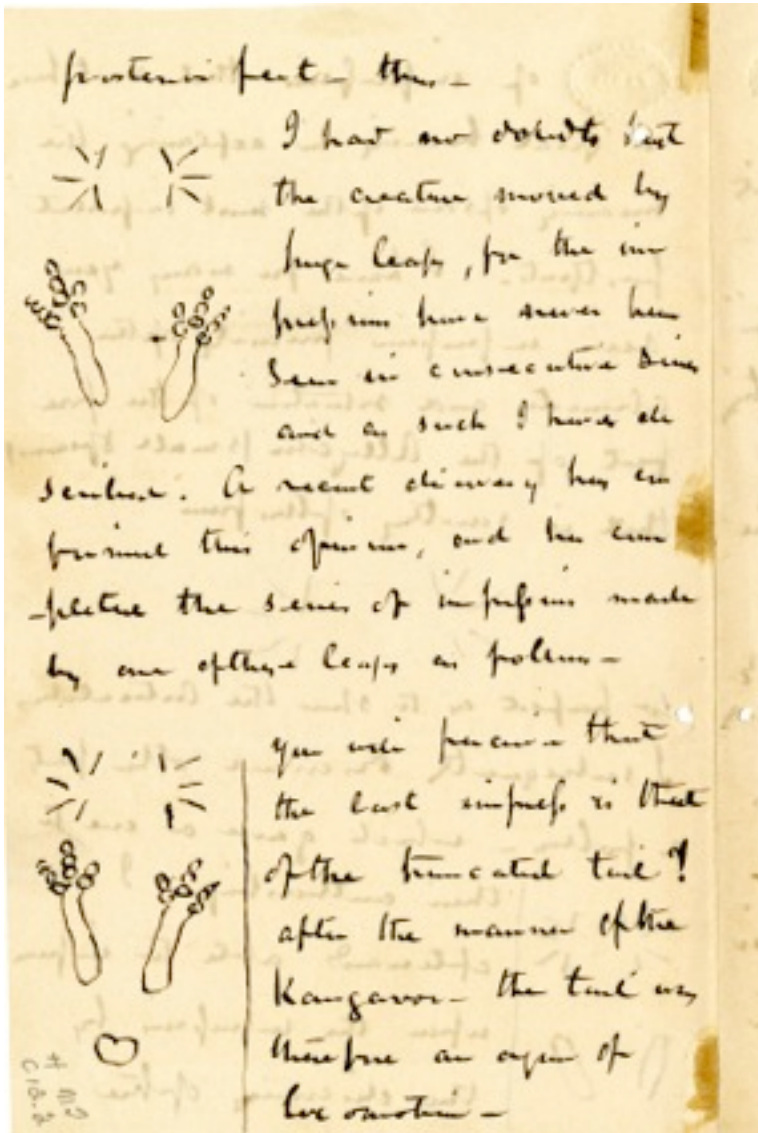 posterior feet - thus -
I had no doubts but
the creature moved by
huge leaps, for the im
pressions have never been
seen in consecutive lines
and as such I have de
scribed. A recent discovery has con
firmed this opinion, and has com
-pleted the series of impressions made
by one of these leaps as follows -
you will perceive that
the last impress is that
of the truncated tail!
after the manner of the
Kangaroo - the tail was
therefore an organ of
locomotion -